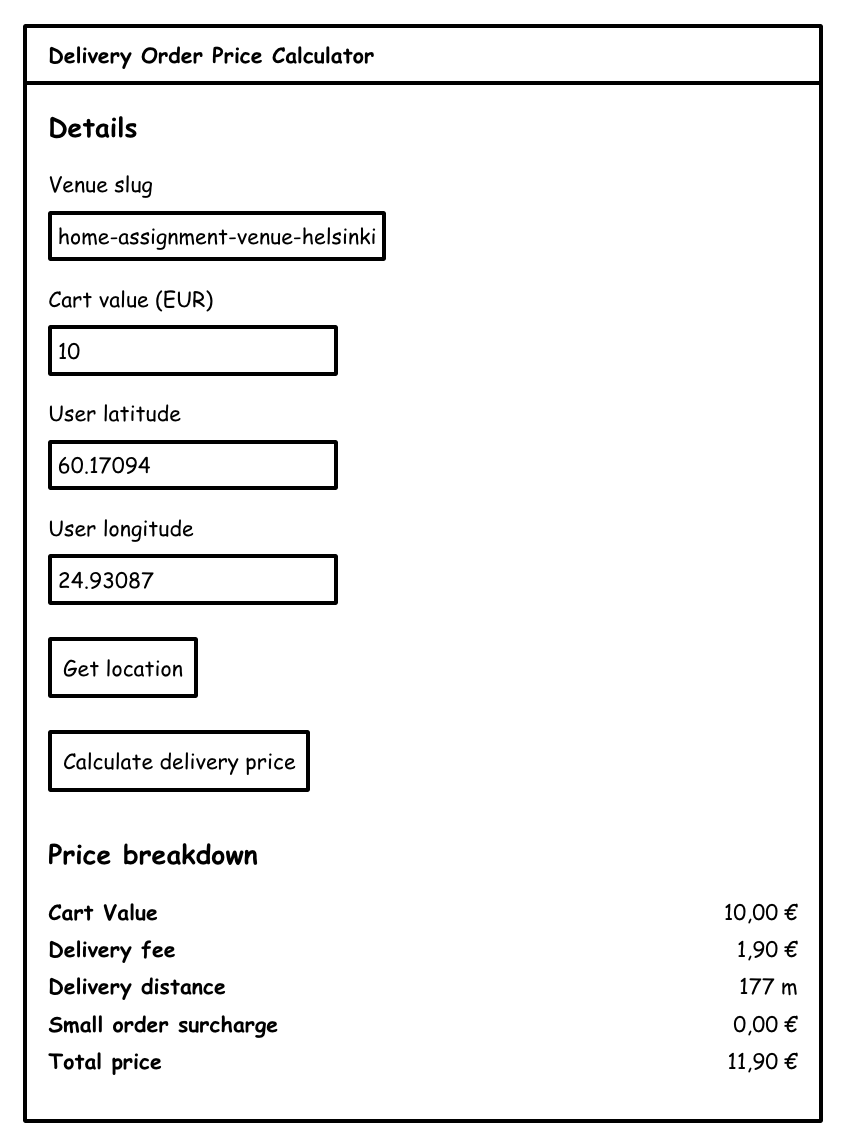 Delivery Order Price Calculator
Details
Venue slug
home-assignment-venue-helsinki
Cart value (EUR)
10
User latitude
60.17094
User longitude
24.93087
Get location
Calculate delivery price
Price breakdown
Cart Value 10,00 €
Delivery fee 1,90 €
Delivery distance 177 m
Small order surcharge 0,00 €
Total price 11,90 €